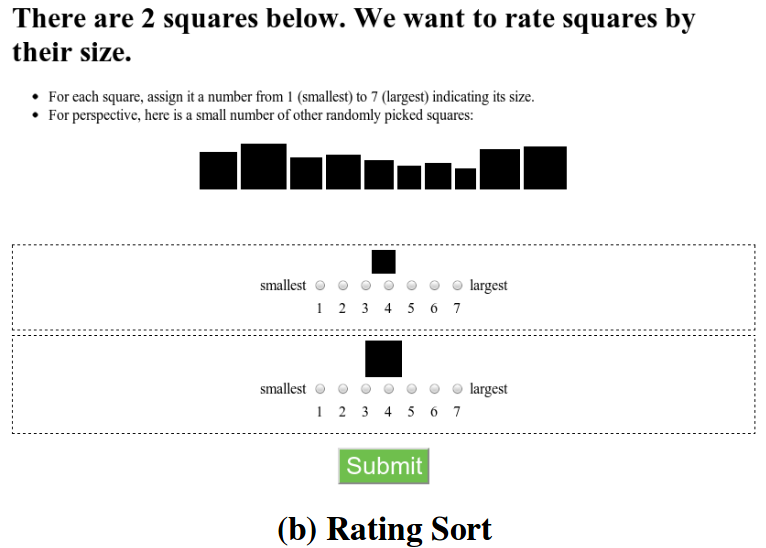 There are 2 squares below. We want to rate squares by
their size.
• For each square, assign it a number from 1 (smallest) to 7 (largest) indicating its size.
• For perspective, here is a small number of other randomly picked squares:
smallest largest
1 2 3 4 5 6 7
smallest largest
1 2 3 4 5 6 7
Submit
(b) Rating Sort